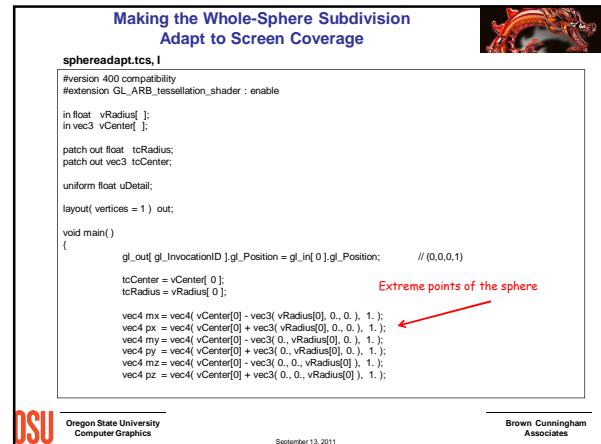 Making the Whole-Sphere Subdivision
Adapt to Screen Coverage
sphereadapt.tcs, I
#version 400 compatibility
#extension GL_ARB_tessellation_shader : enable
in float vRadius[ ];
in vec3 vCenter[ ];
patch out float tcRadius;
patch out vec3 tcCenter;
uniform float uDetail;
layout( vertices = 1 ) out;
void main( )
{
gl_out[ gl_InvocationID ].gl_Position = gl_in[ 0 ].gl_Position; // (0,0,0,1)
tcCenter = vCenter[ 0 ];
tcRadius = vRadius[ 0 ];
Extreme points of the sphere
vec4 mx = vec4( vCenter[0] - vec3( vRadius[0], 0., 0. ), 1. );
vec4 px = vec4( vCenter[0] + vec3( vRadius[0], 0., 0. ), 1. );
vec4 my = vec4( vCenter[0] - vec3( 0., vRadius[0], 0. ), 1. );
vec4 py = vec4( vCenter[0] + vec3( 0., vRadius[0], 0. ), 1. );
vec4 mz = vec4( vCenter[0] - vec3( 0., 0., vRadius[0] ), 1. );
vec4 pz = vec4( vCenter[0] + vec3( 0., 0., vRadius[0] ), 1. );
OSU
Oregon State University
Computer Graphics
September 13, 2011
Brown Cunningham
Associates